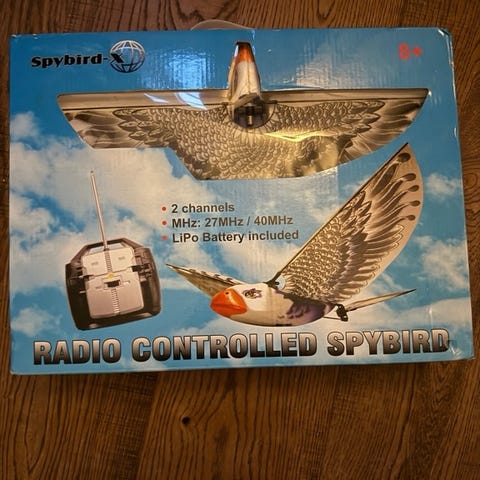 spybird-X
8+
• 2 channels
• MHz: 27MHz / 40MHz
• LiPo Battery included
RADIO CONTROLLED SPYBIRD